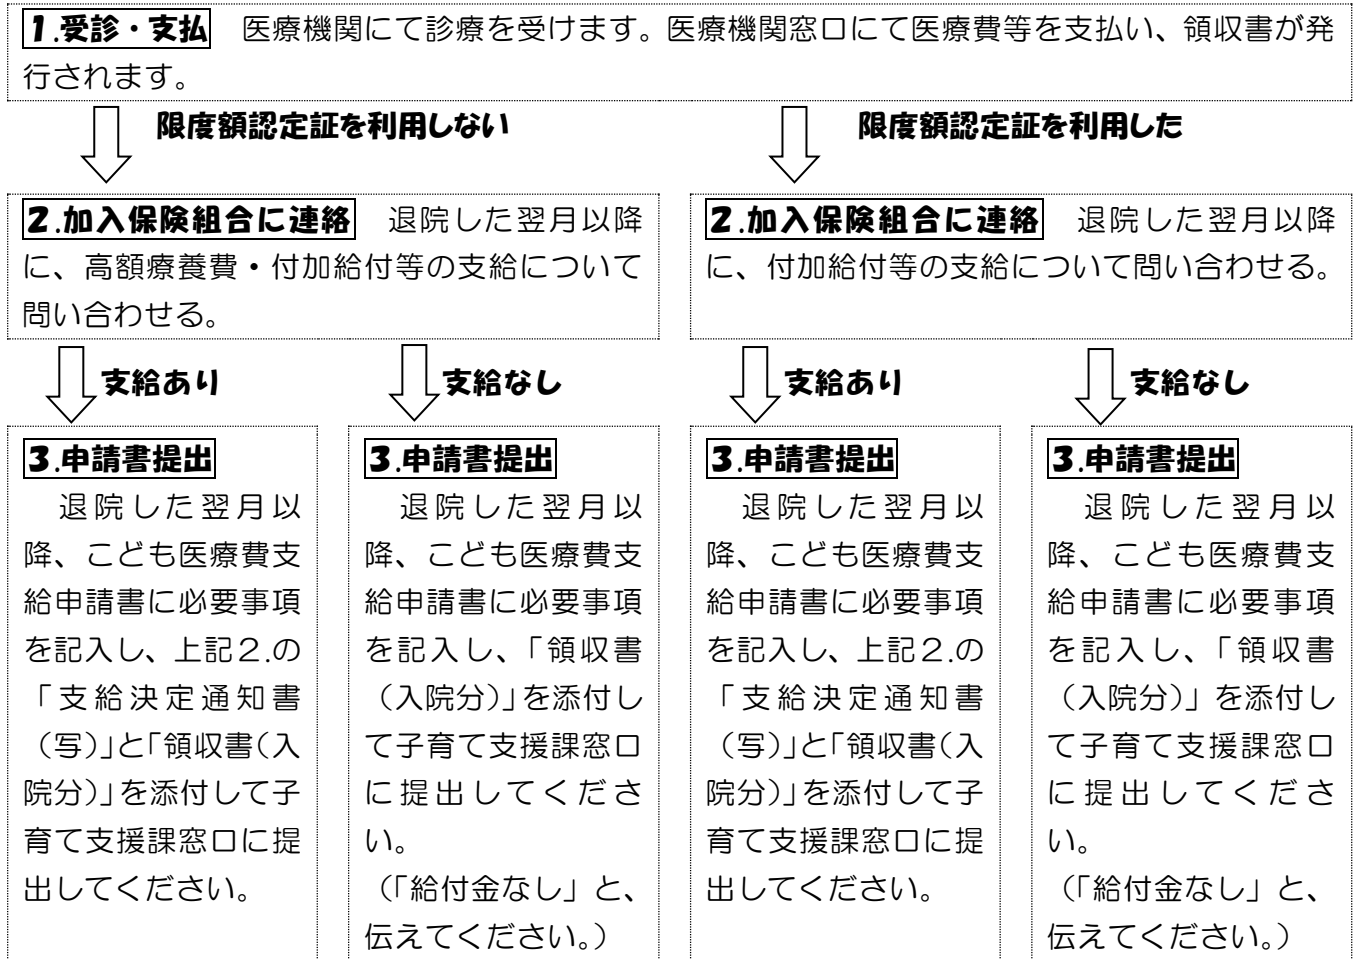 １.受診・支払　医療機関にて診療を受けます。医療機関窓口にて医療費等を支払い、領収書が発
行されます。
限度額認定証を利用しない
限度額認定証を利用した
２.加入保険組合に連絡　退院した翌月以降
に、高額療養費・付加給付等の支給について
問い合わせる。
２.加入保険組合に連絡　退院した翌月以降
に、付加給付等の支給について問い合わせる。
支給あり
支給なし
支給あり
支給なし
３.申請書提出
退院した翌月以
降、こども医療費支
給申請書に必要事項
を記入し、上記２.の
「支給決定通知書
（写）」と「領収書（入
院分）」を添付して子
育て支援課窓口に提
出してください。
３.申請書提出
退院した翌月以
降、こども医療費支
給申請書に必要事項
を記入し、「領収書
（入院分）」を添付し
て子育て支援課窓口
に提出してくださ
い。
（「給付金なし」と、
伝えてください。）
３.申請書提出
退院した翌月以
降、こども医療費支
給申請書に必要事項
を記入し、上記２.の
「支給決定通知書
（写）」と「領収書（入
院分）」を添付して子
育て支援課窓口に提
出してください。
３.申請書提出
退院した翌月以
降、こども医療費支
給申請書に必要事項
を記入し、「領収書
（入院分）」を添付し
て子育て支援課窓口
に提出してくださ
い。
（「給付金なし」と、
伝えてください。）